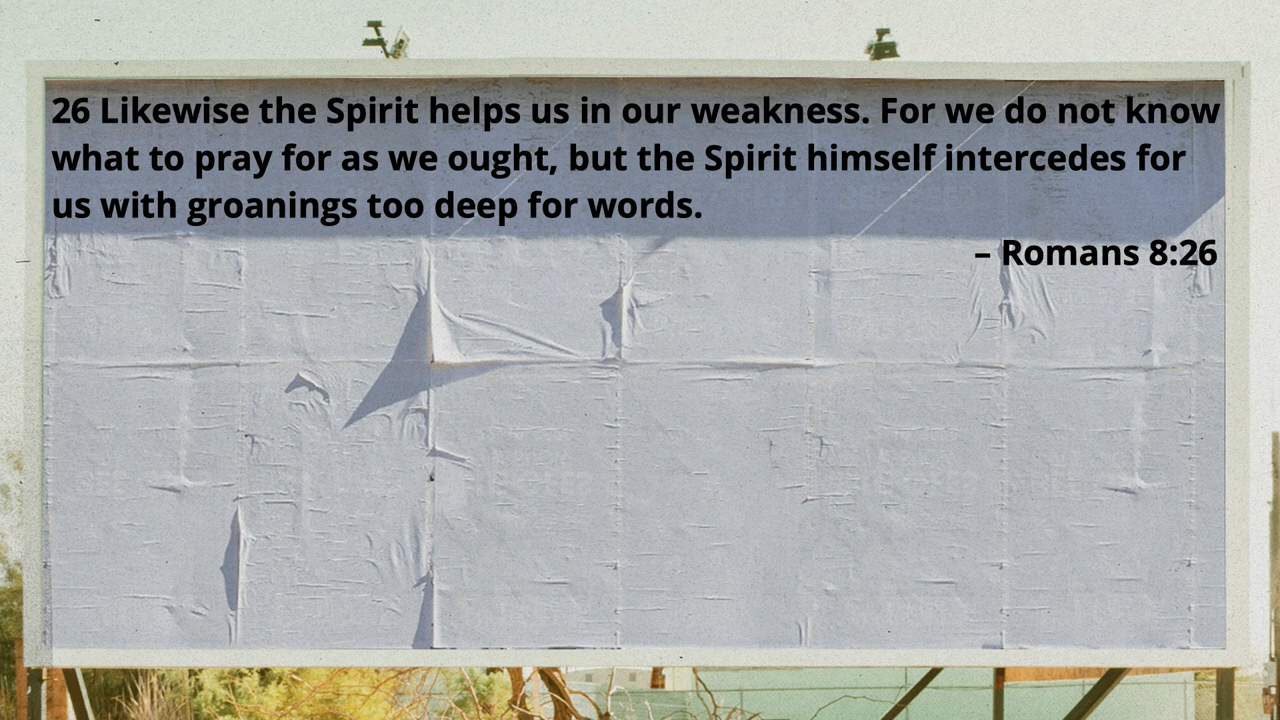 26 Likewise the Spirit helps us in our weakness. For we do not know
what to pray for as we ought, but the Spirit himself intercedes for
us with groanings too deep for words.
– Romans 8:26